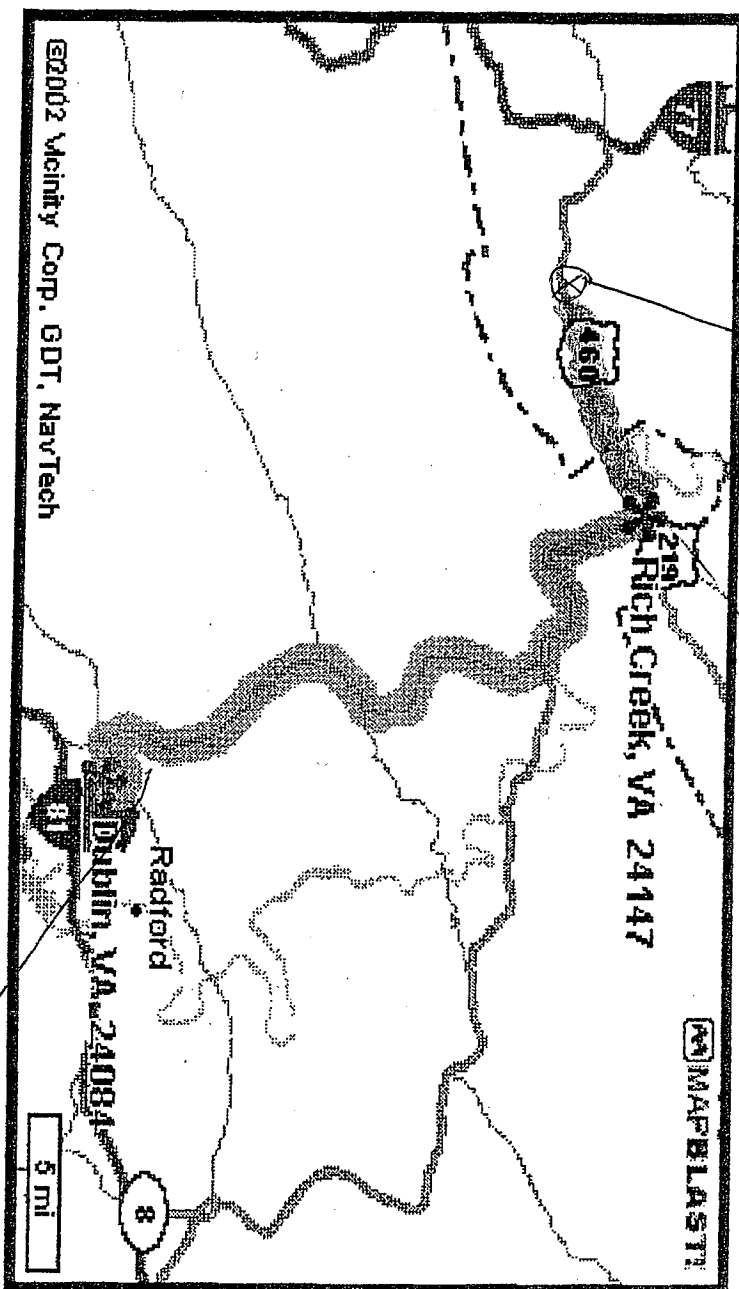 MAPBLAST!
77
460
219
Rich Creek, VA 24147
Radford
81
Dublin, VA 24084
8
5 mi
©2002 Vicinity Corp, GDT, NavTech